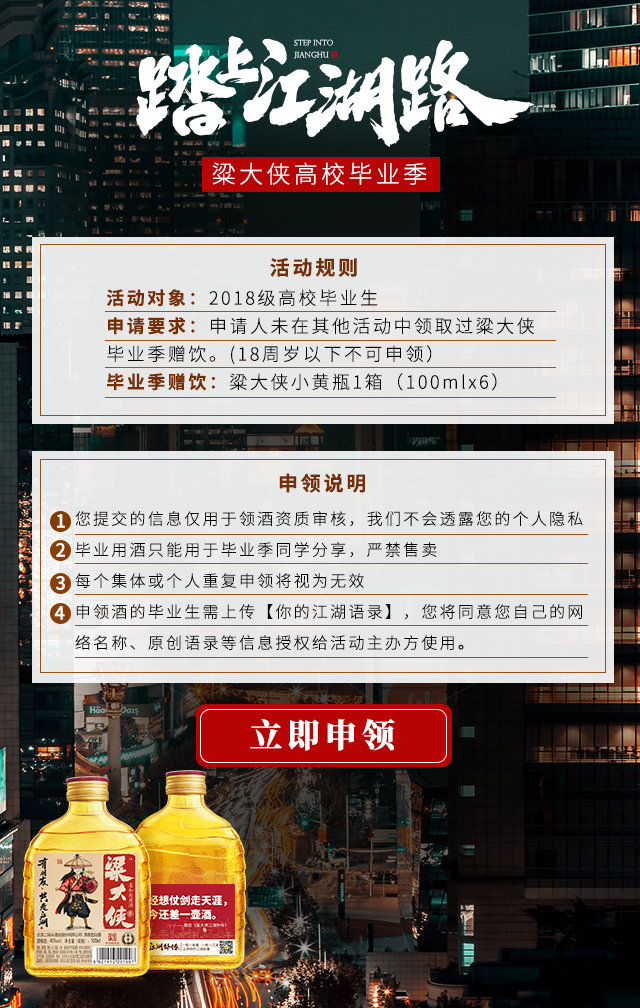 STEP INTO
JIANGHU
踏上江湖路
梁大侠高校毕业季
活动规则
活动对象：2018级高校毕业生
申请要求：申请人未在其他活动中领取过梁大侠
毕业季赠饮。(18周岁以下不可申领）
毕业季赠饮：梁大侠小黄瓶1箱（100mlx6）
申领说明
1 您提交的信息仅用于领酒资质审核，我们不会透露您的个人隐私
2 毕业用酒只能用于毕业季同学分享，严禁售卖
3 每个集体或个人重复申领将视为无效
4 申领酒的毕业生需上传【你的江湖语录】，您将同意您自己的网
络名称、原创语录等信息授权给活动主办方使用。
立即申领
梁大侠
轻想仗剑走天涯，
今还差一壶酒。